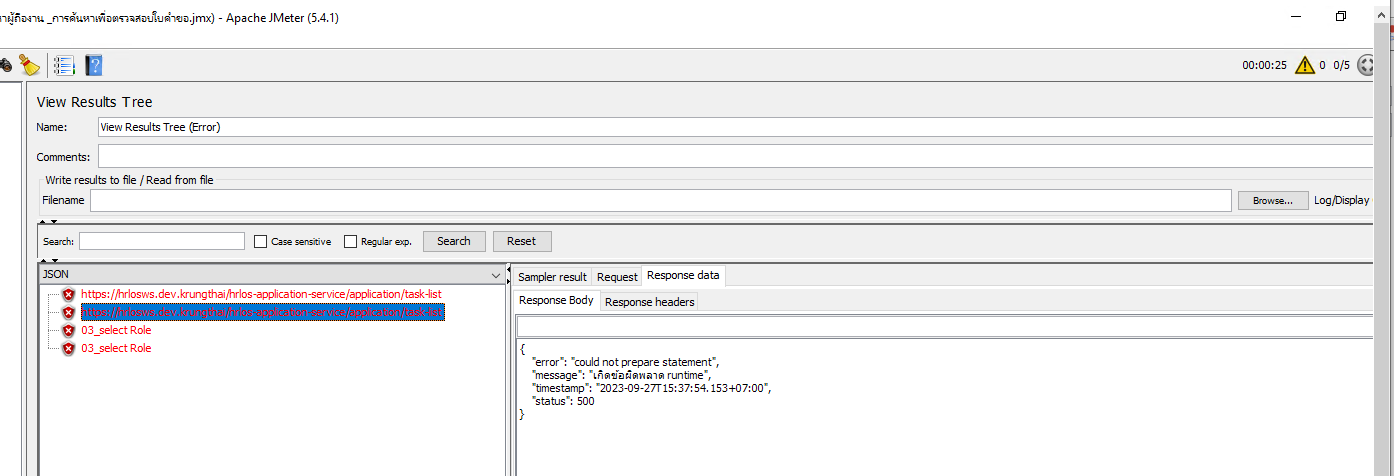 าผู้ถืองาน _การค้นหาเพื่อตรวจสอบใบคำขอ.jmx) - Apache JMeter (5.4.1)
00:00:25 0 0/5
View Results Tree
Name: View Results Tree (Error)
Comments:
Write results to file / Read from file
Filename Browse... Log/Display
Search: Case sensitive Regular exp. Search Reset
JSON
https://hrlosws.dev.krungthai/hrlos-application-service/application/task-list
https://hrlosws.dev.krungthai/hrlos-application-service/application/task-list
03_select Role
03_select Role
Sampler result Request Response data
Response Body Response headers
{
"error": "could not prepare statement",
"message": "เกิดข้อผิดพลาด runtime",
"timestamp": "2023-09-27T15:37:54.153+07:00",
"status": 500
}